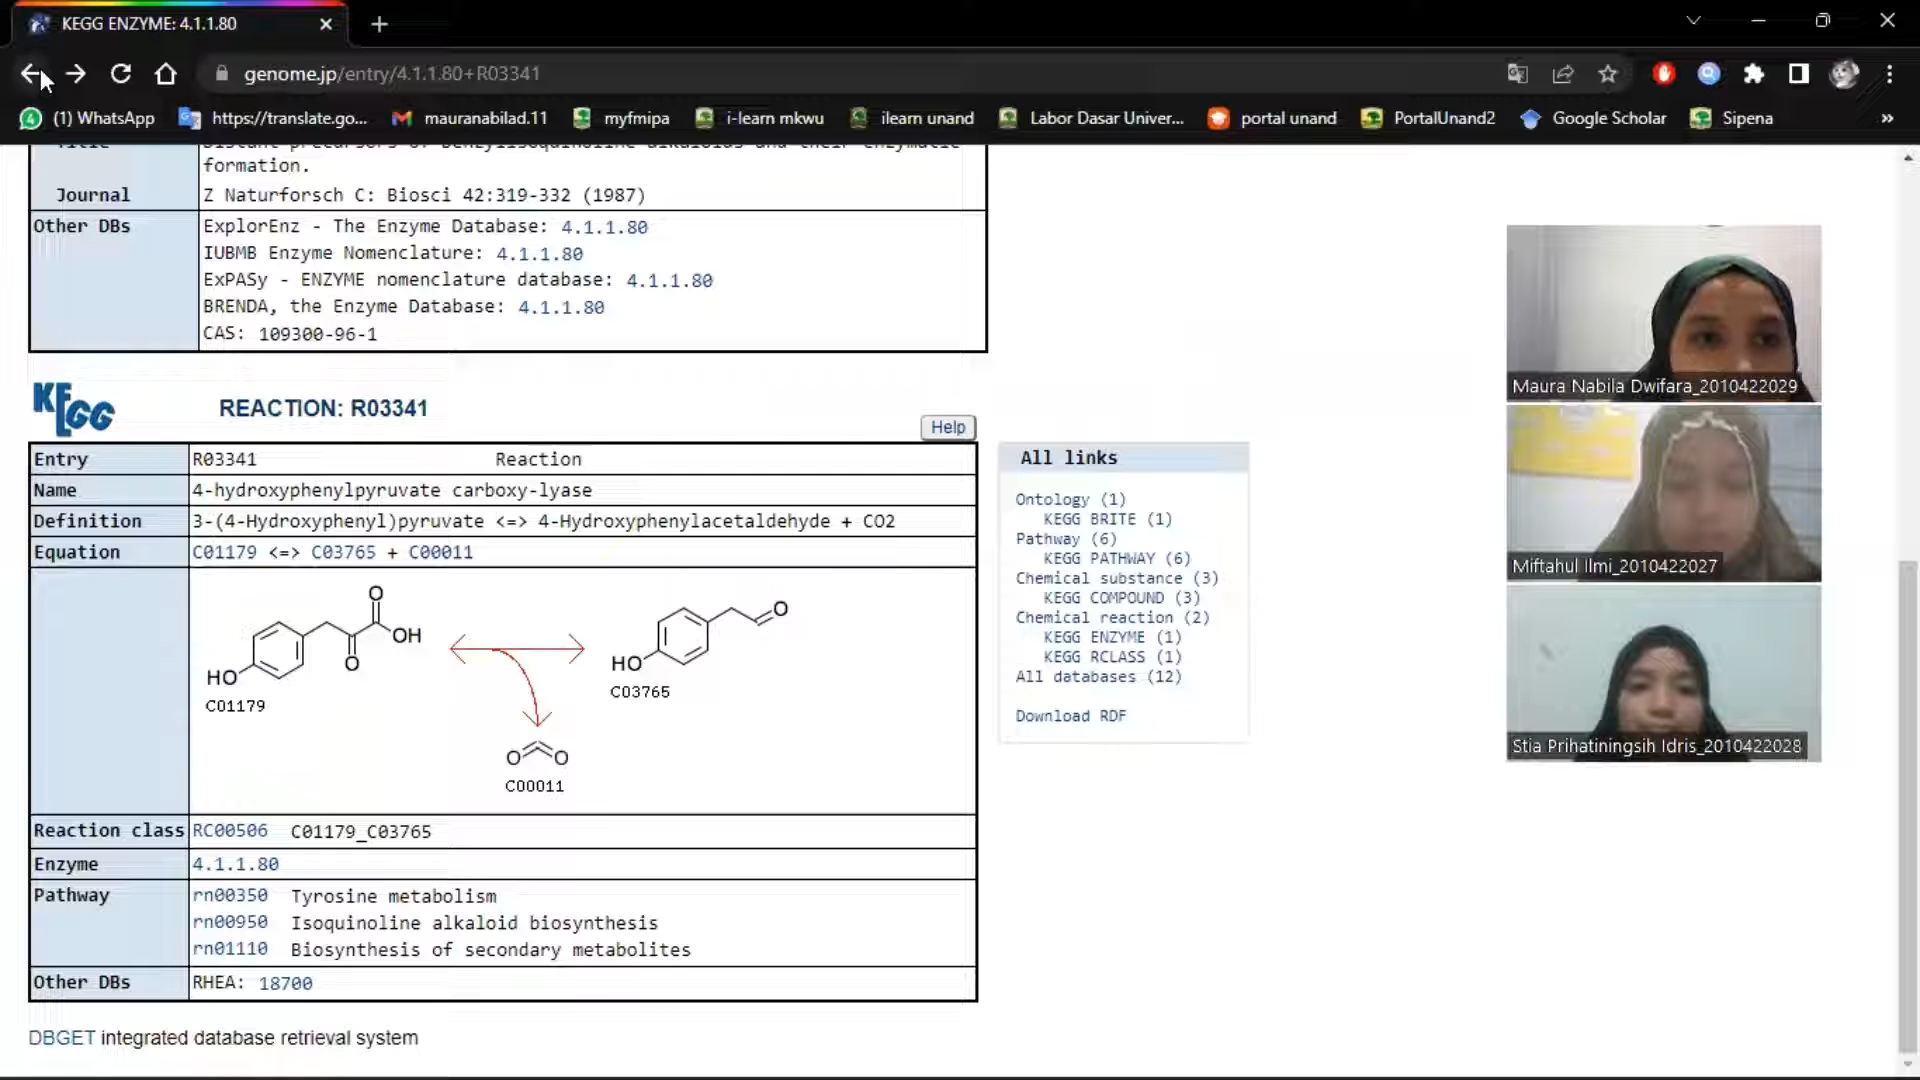 KEGG ENZYME: 4.1.1.80
genome.jp/entry/4.1.1.80+R03341
(1) WhatsApp
https://translate.go...
mauranabilad.11
myfmipa
i-learn mkwu
ilearn unand
Labor Dasar Univer...
portal unand
PortalUnand2
Google Scholar
Sipena
»
Title
Distant precursors of benzylisoquinoline alkaloids and their enzymatic
formation.
Journal
Z Naturforsch C: Biosci 42:319-332 (1987)
Other DBs
ExplorEnz - The Enzyme Database: 4.1.1.80
IUBMB Enzyme Nomenclature: 4.1.1.80
ExPASy - ENZYME nomenclature database: 4.1.1.80
BRENDA, the Enzyme Database: 4.1.1.80
CAS: 109300-96-1
KEGG
REACTION: R03341
Help
Entry
R03341
Reaction
Name
4-hydroxyphenylpyruvate carboxy-lyase
Definition
3-(4-Hydroxyphenyl)pyruvate <=> 4-Hydroxyphenylacetaldehyde + CO2
Equation
C01179 <=> C03765 + C00011
O
OH
O
HO
C01179
O
HO
C03765
O
O
C00011
Reaction class
RC00506 C01179_C03765
Enzyme
4.1.1.80
Pathway
rn00350 Tyrosine metabolism
rn00950 Isoquinoline alkaloid biosynthesis
rn01110 Biosynthesis of secondary metabolites
Other DBs
RHEA: 18700
DBGET integrated database retrieval system
All links
Ontology (1)
KEGG BRITE (1)
Pathway (6)
KEGG PATHWAY (6)
Chemical substance (3)
KEGG COMPOUND (3)
Chemical reaction (2)
KEGG ENZYME (1)
KEGG RCLASS (1)
All databases (12)
Download RDF
Maura Nabila Dwifara_2010422029
Miftahul Ilmi_2010422027
Stia Prihatiningsih Idris_2010422028